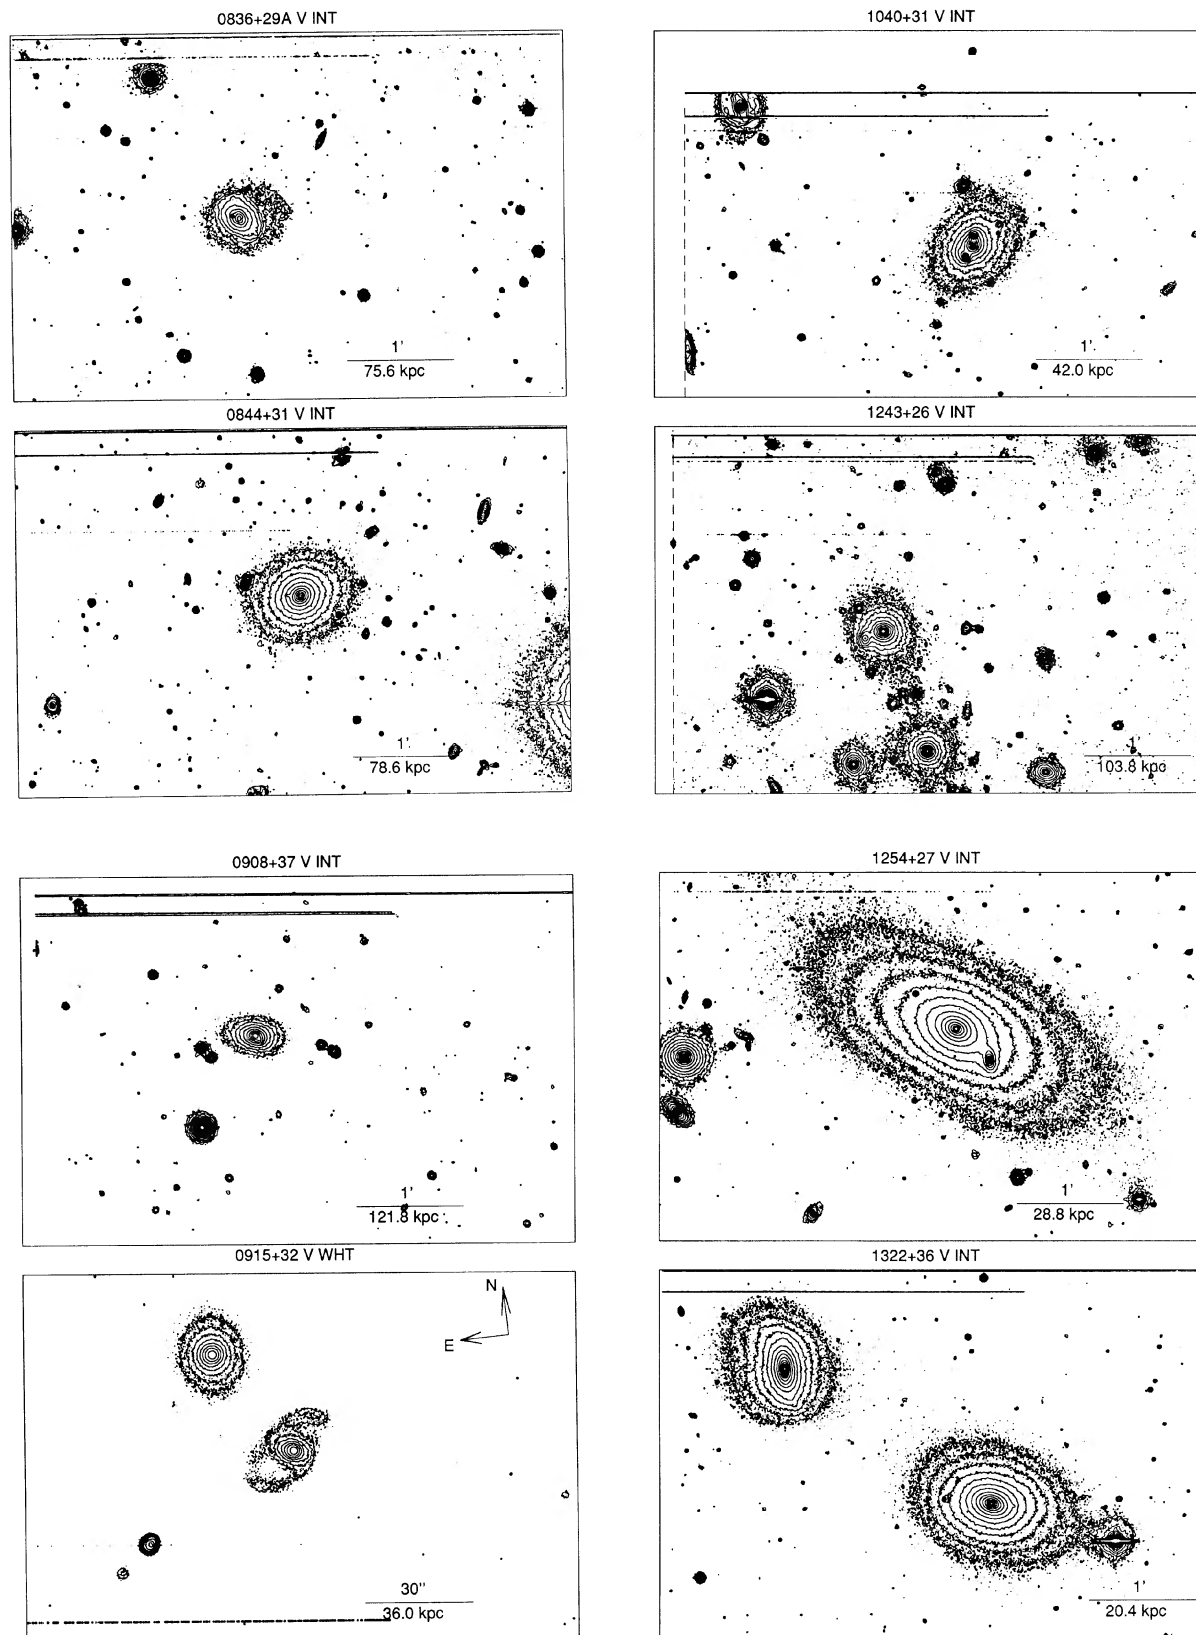 0836+29A V INT
1'
75.6 kpc
0844+31 V INT
1'
78.6 kpc
0908+37 V INT
1'
121.8 kpc
0915+32 V WHT
N
E
30''
36.0 kpc
1040+31 V INT
1'
42.0 kpc
1243+26 V INT
1'
103.8 kpc
1254+27 V INT
1'
28.8 kpc
1322+36 V INT
1'
20.4 kpc